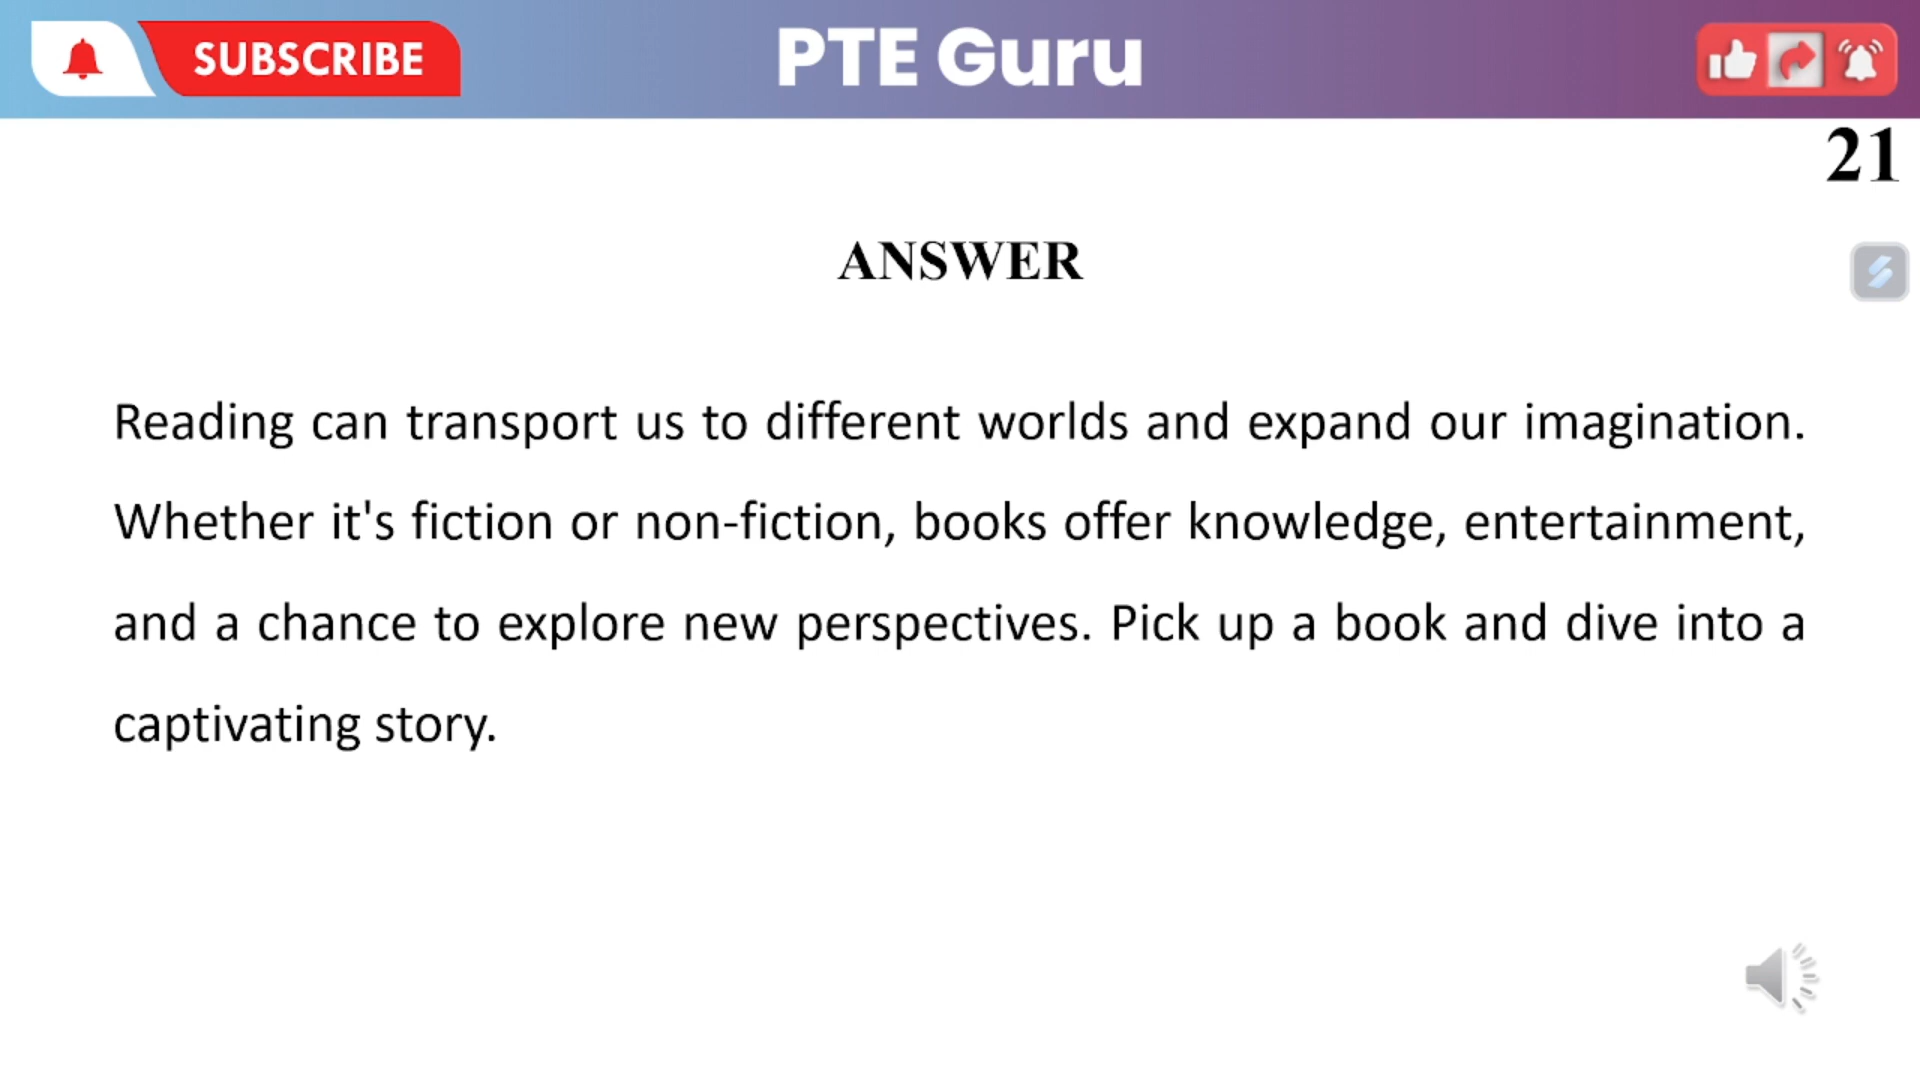 SUBSCRIBE
PTE Guru
21
ANSWER
Reading can transport us to different worlds and expand our imagination.
Whether it's fiction or non-fiction, books offer knowledge, entertainment,
and a chance to explore new perspectives. Pick up a book and dive into a
captivating story.